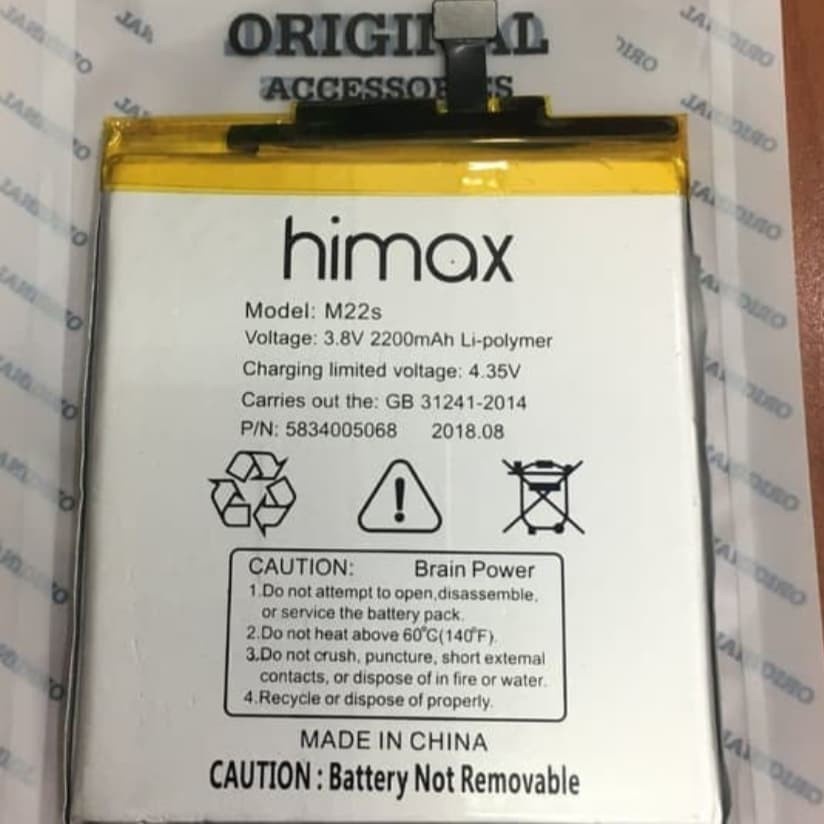 ORIGINAL
ACCESSORIES
himax
Model: M22s
Voltage: 3.8V 2200mAh Li-polymer
Charging limited voltage: 4.35V
Carries out the: GB 31241-2014
P/N: 5834005068 2018.08
CAUTION: Brain Power
1.Do not attempt to open,disassemble,
or service the battery pack.
2.Do not heat above 60°C(140°F).
3.Do not crush, puncture, short external
contacts, or dispose of in fire or water.
4.Recycle or dispose of properly.
MADE IN CHINA
CAUTION : Battery Not Removable